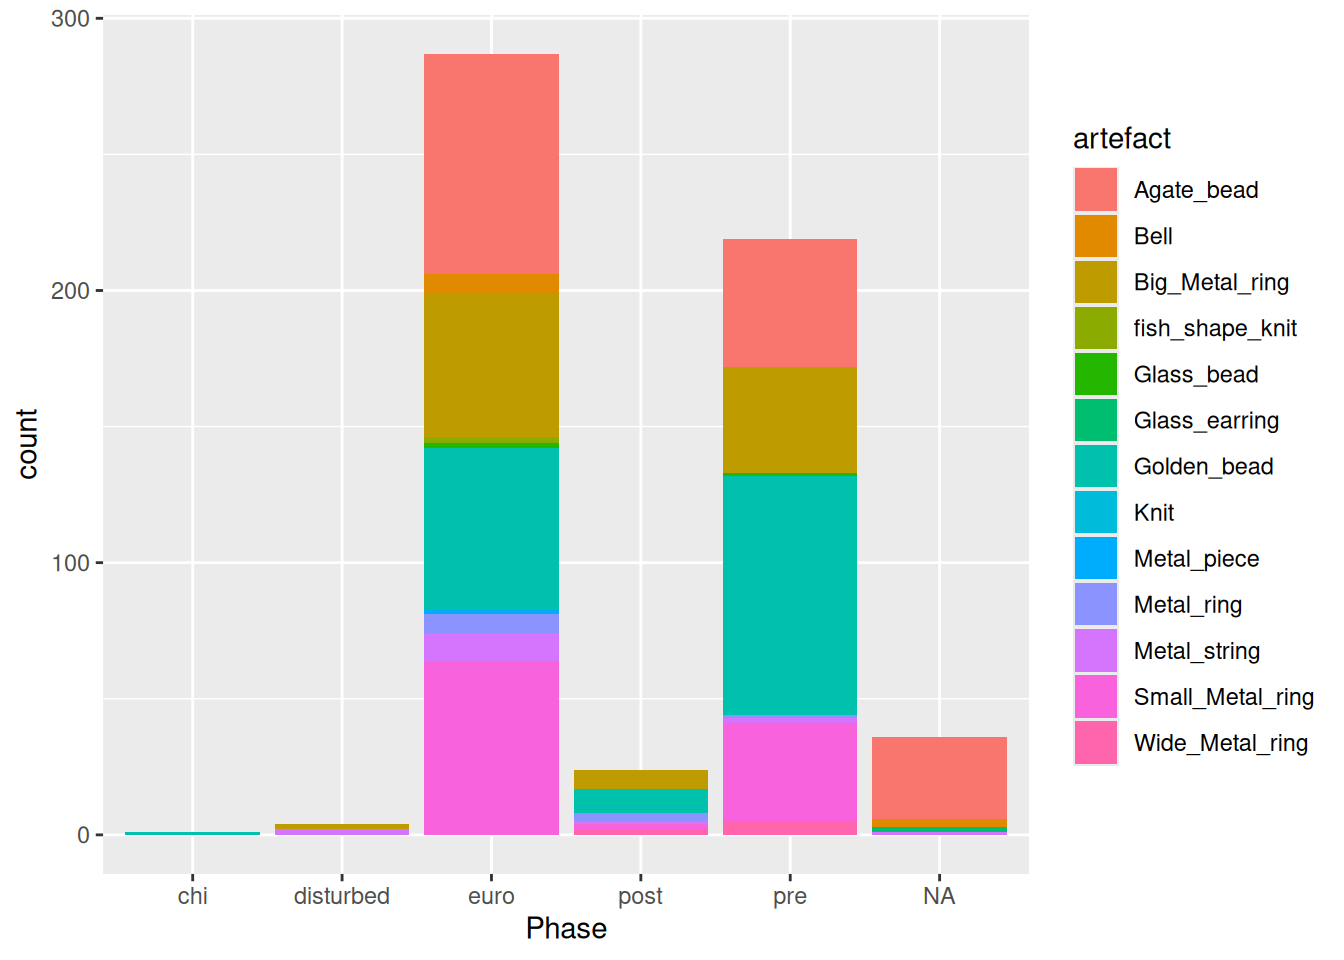 300
200
100
0
count
chi
disturbed
euro
post
pre
NA
Phase
artefact
Agate_bead
Bell
Big_Metal_ring
fish_shape_knit
Glass_bead
Glass_earring
Golden_bead
Knit
Metal_piece
Metal_ring
Metal_string
Small_Metal_ring
Wide_Metal_ring